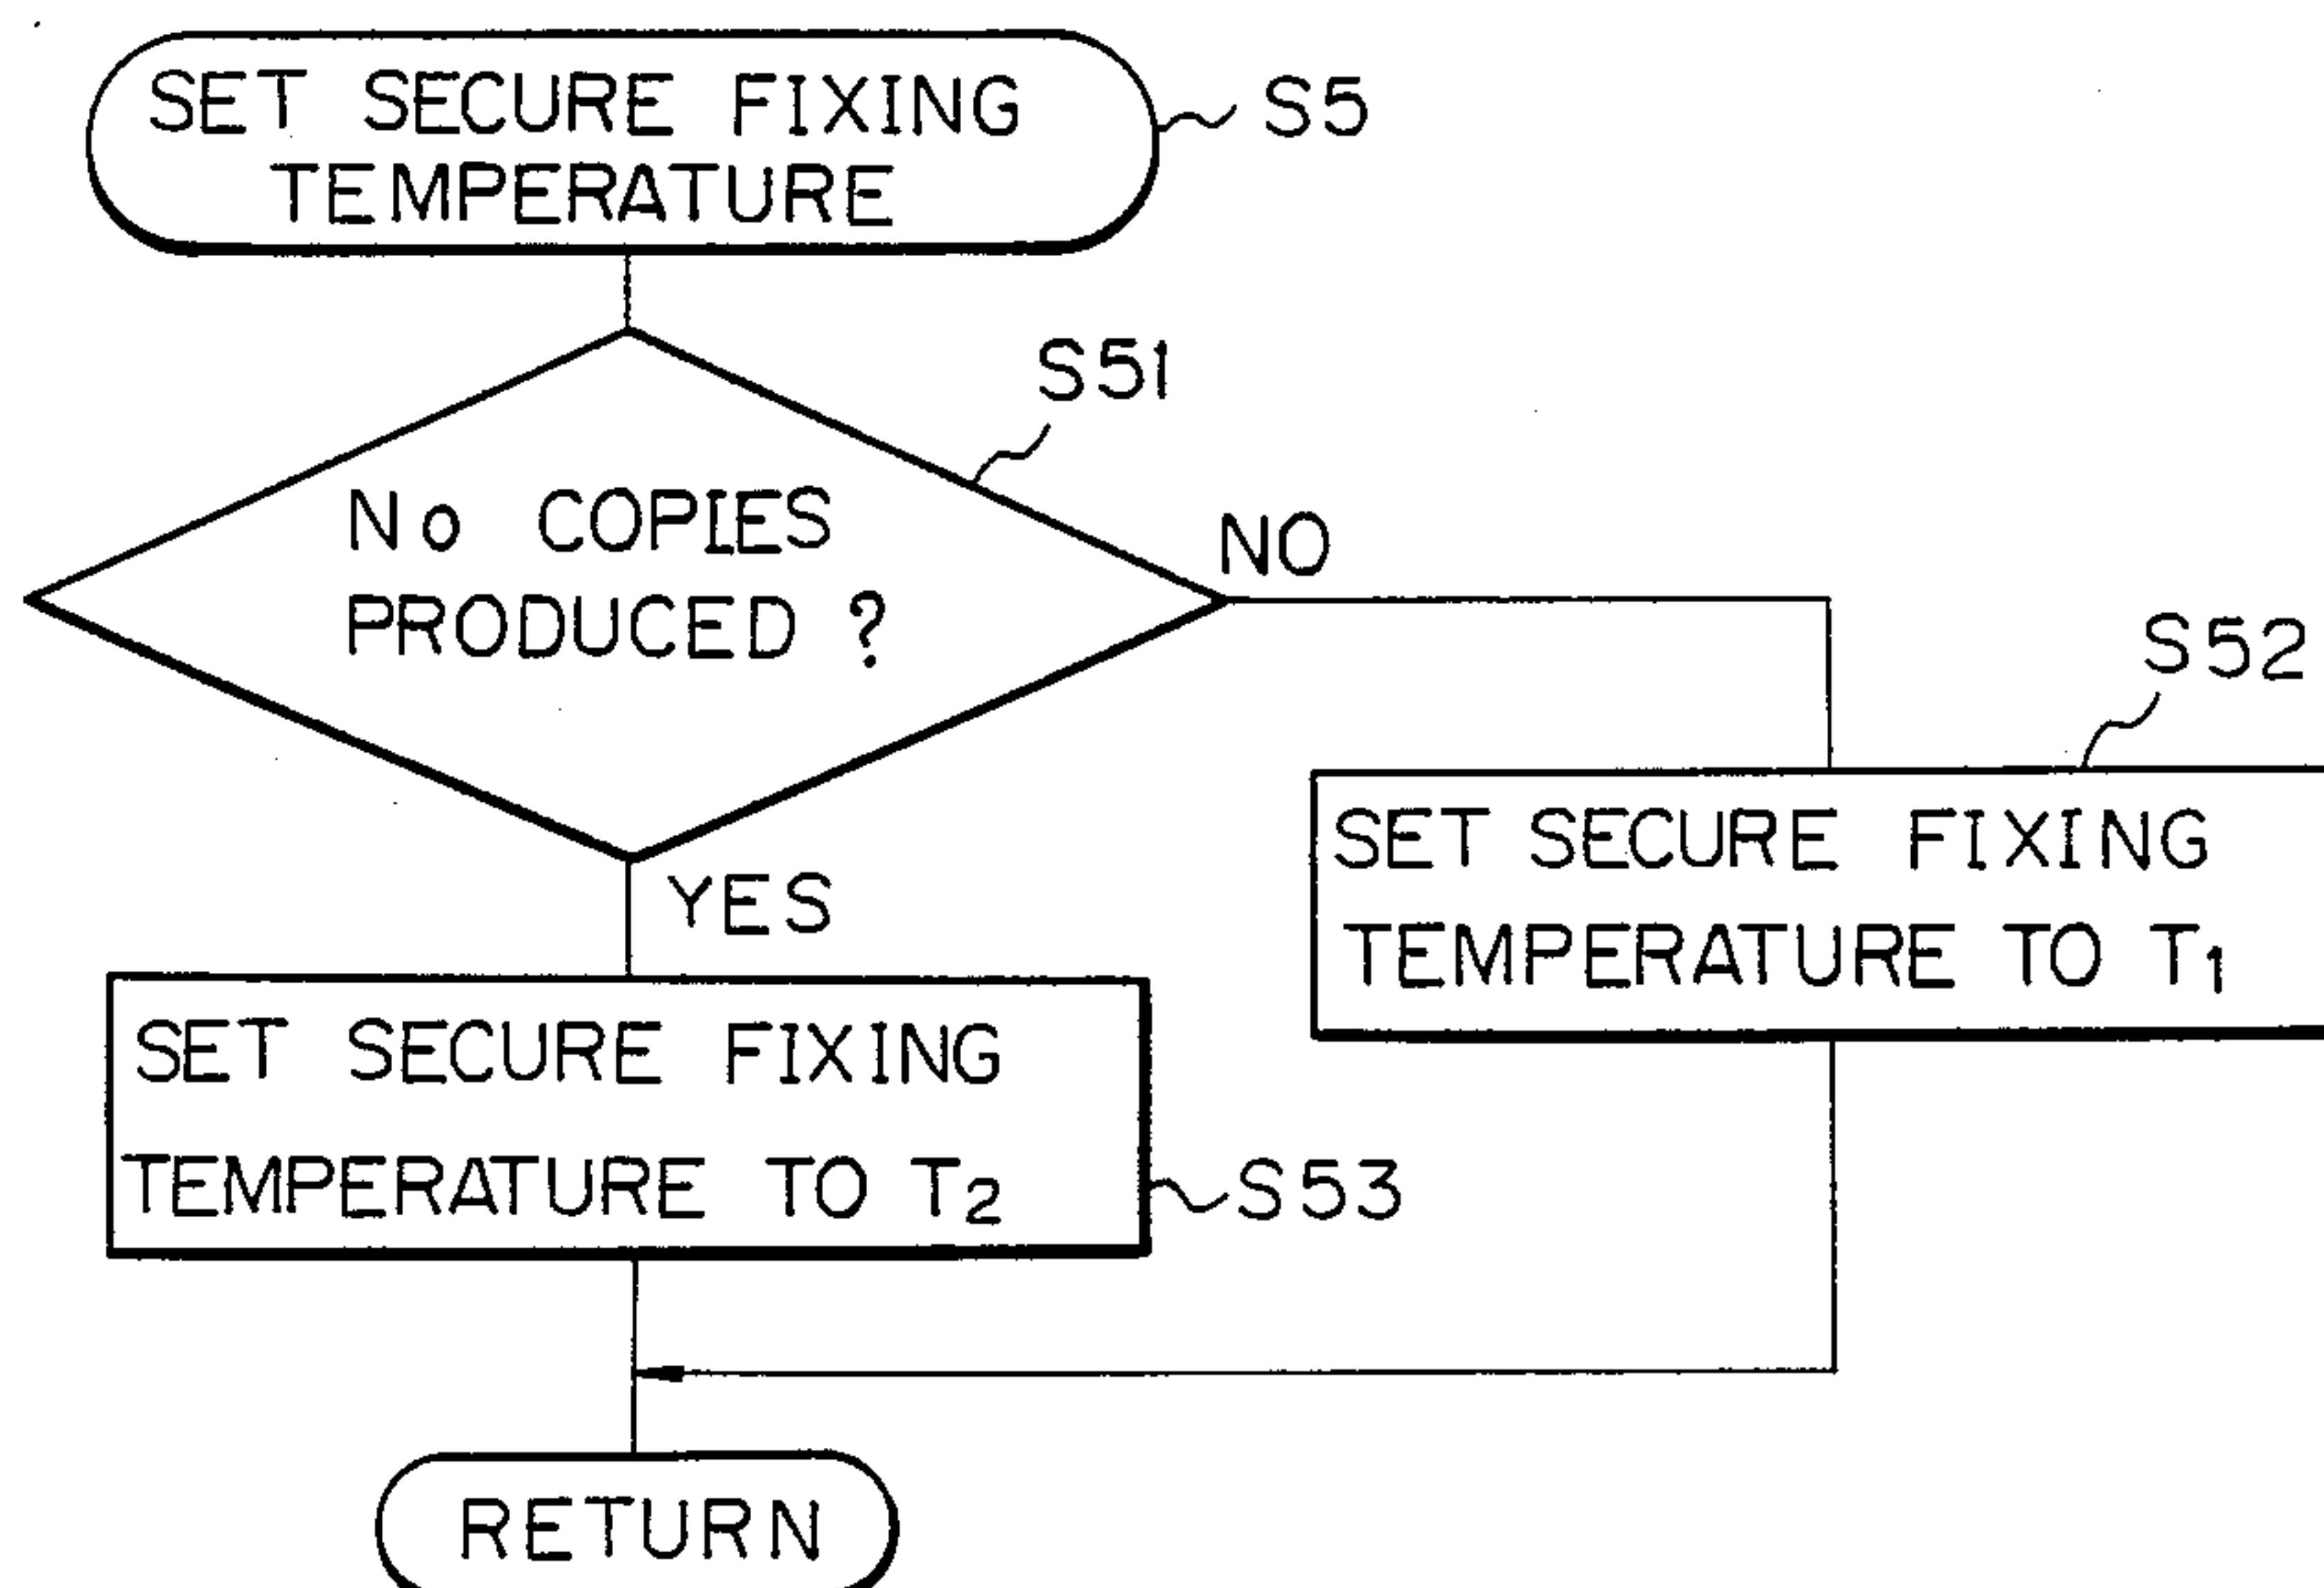 SET SECURE FIXING
TEMPERATURE
S5
S51
No COPIES
PRODUCED ?
NO
S52
YES
SET SECURE FIXING
TEMPERATURE TO T1
SET SECURE FIXING
TEMPERATURE TO T2
S53
RETURN